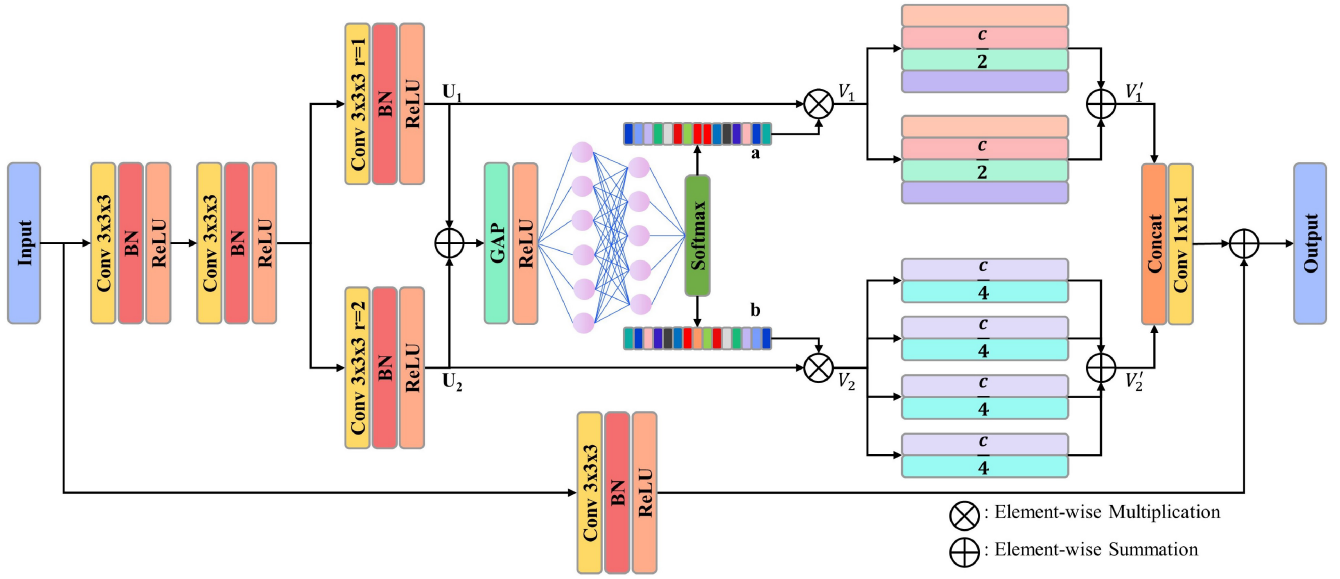 Input
Conv 3x3x3
BN
ReLU
Conv 3x3x3
BN
ReLU
Conv 3x3x3 r=1
BN
ReLU
U₁
Conv 3x3x3 r=2
BN
ReLU
U₂
GAP
ReLU
Softmax
a
b
V₁
V₂
c
2
c
2
c
4
c
4
c
4
c
4
V₁′
V₂′
Concat
Conv 1x1x1
Output
Conv 3x3x3
BN
ReLU
: Element-wise Multiplication
: Element-wise Summation